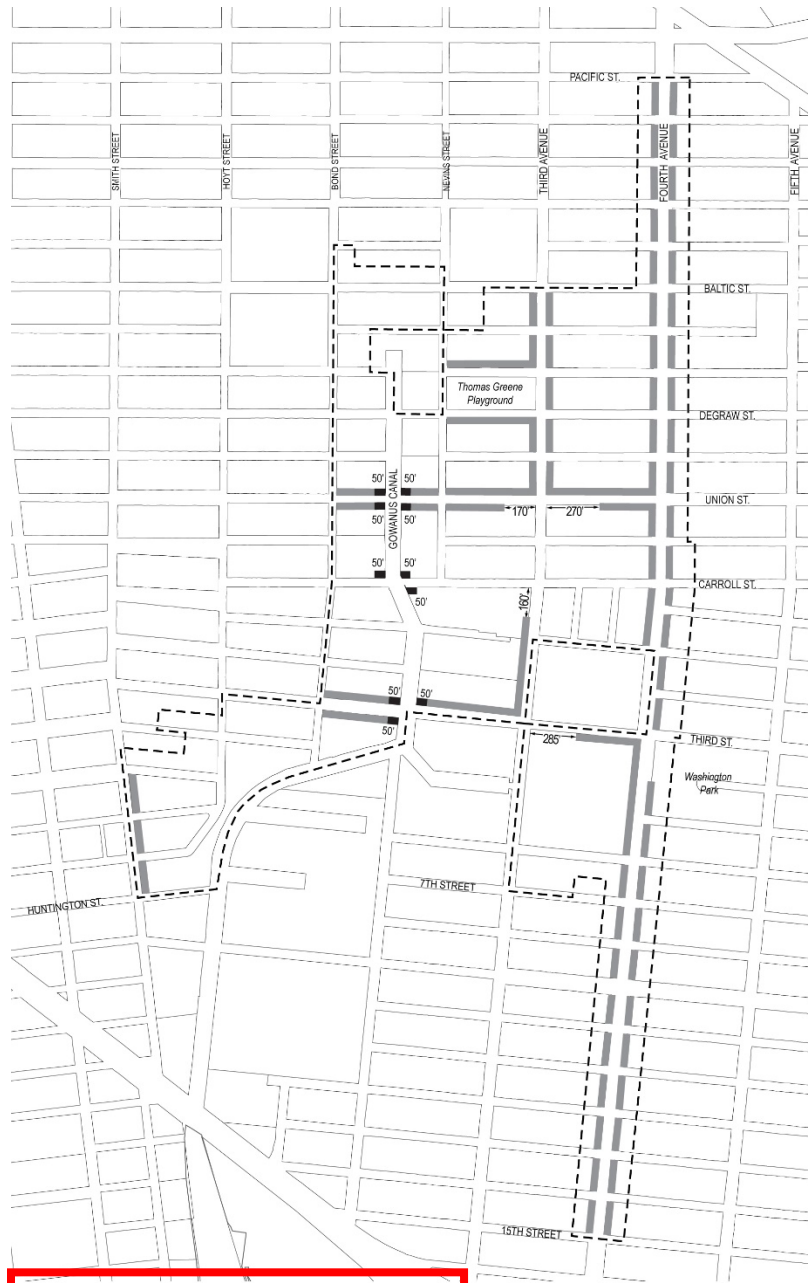 PACIFIC ST.
SMITH STREET
HOYT STREET
BOND STREET
NEVINS STREET
THIRD AVENUE
FOURTH AVENUE
FIFTH AVENUE
BALTIC ST.
Thomas Greene
Playground
DEGRAW ST.
GOWANUS CANAL
50'
50'
UNION ST.
50'
50'
170'
270'
50'
50'
CARROLL ST.
50'
160'
50'
50'
50'
285
THIRD ST.
Washington
Park
7TH STREET
HUNTINGTON ST.
15TH STREET